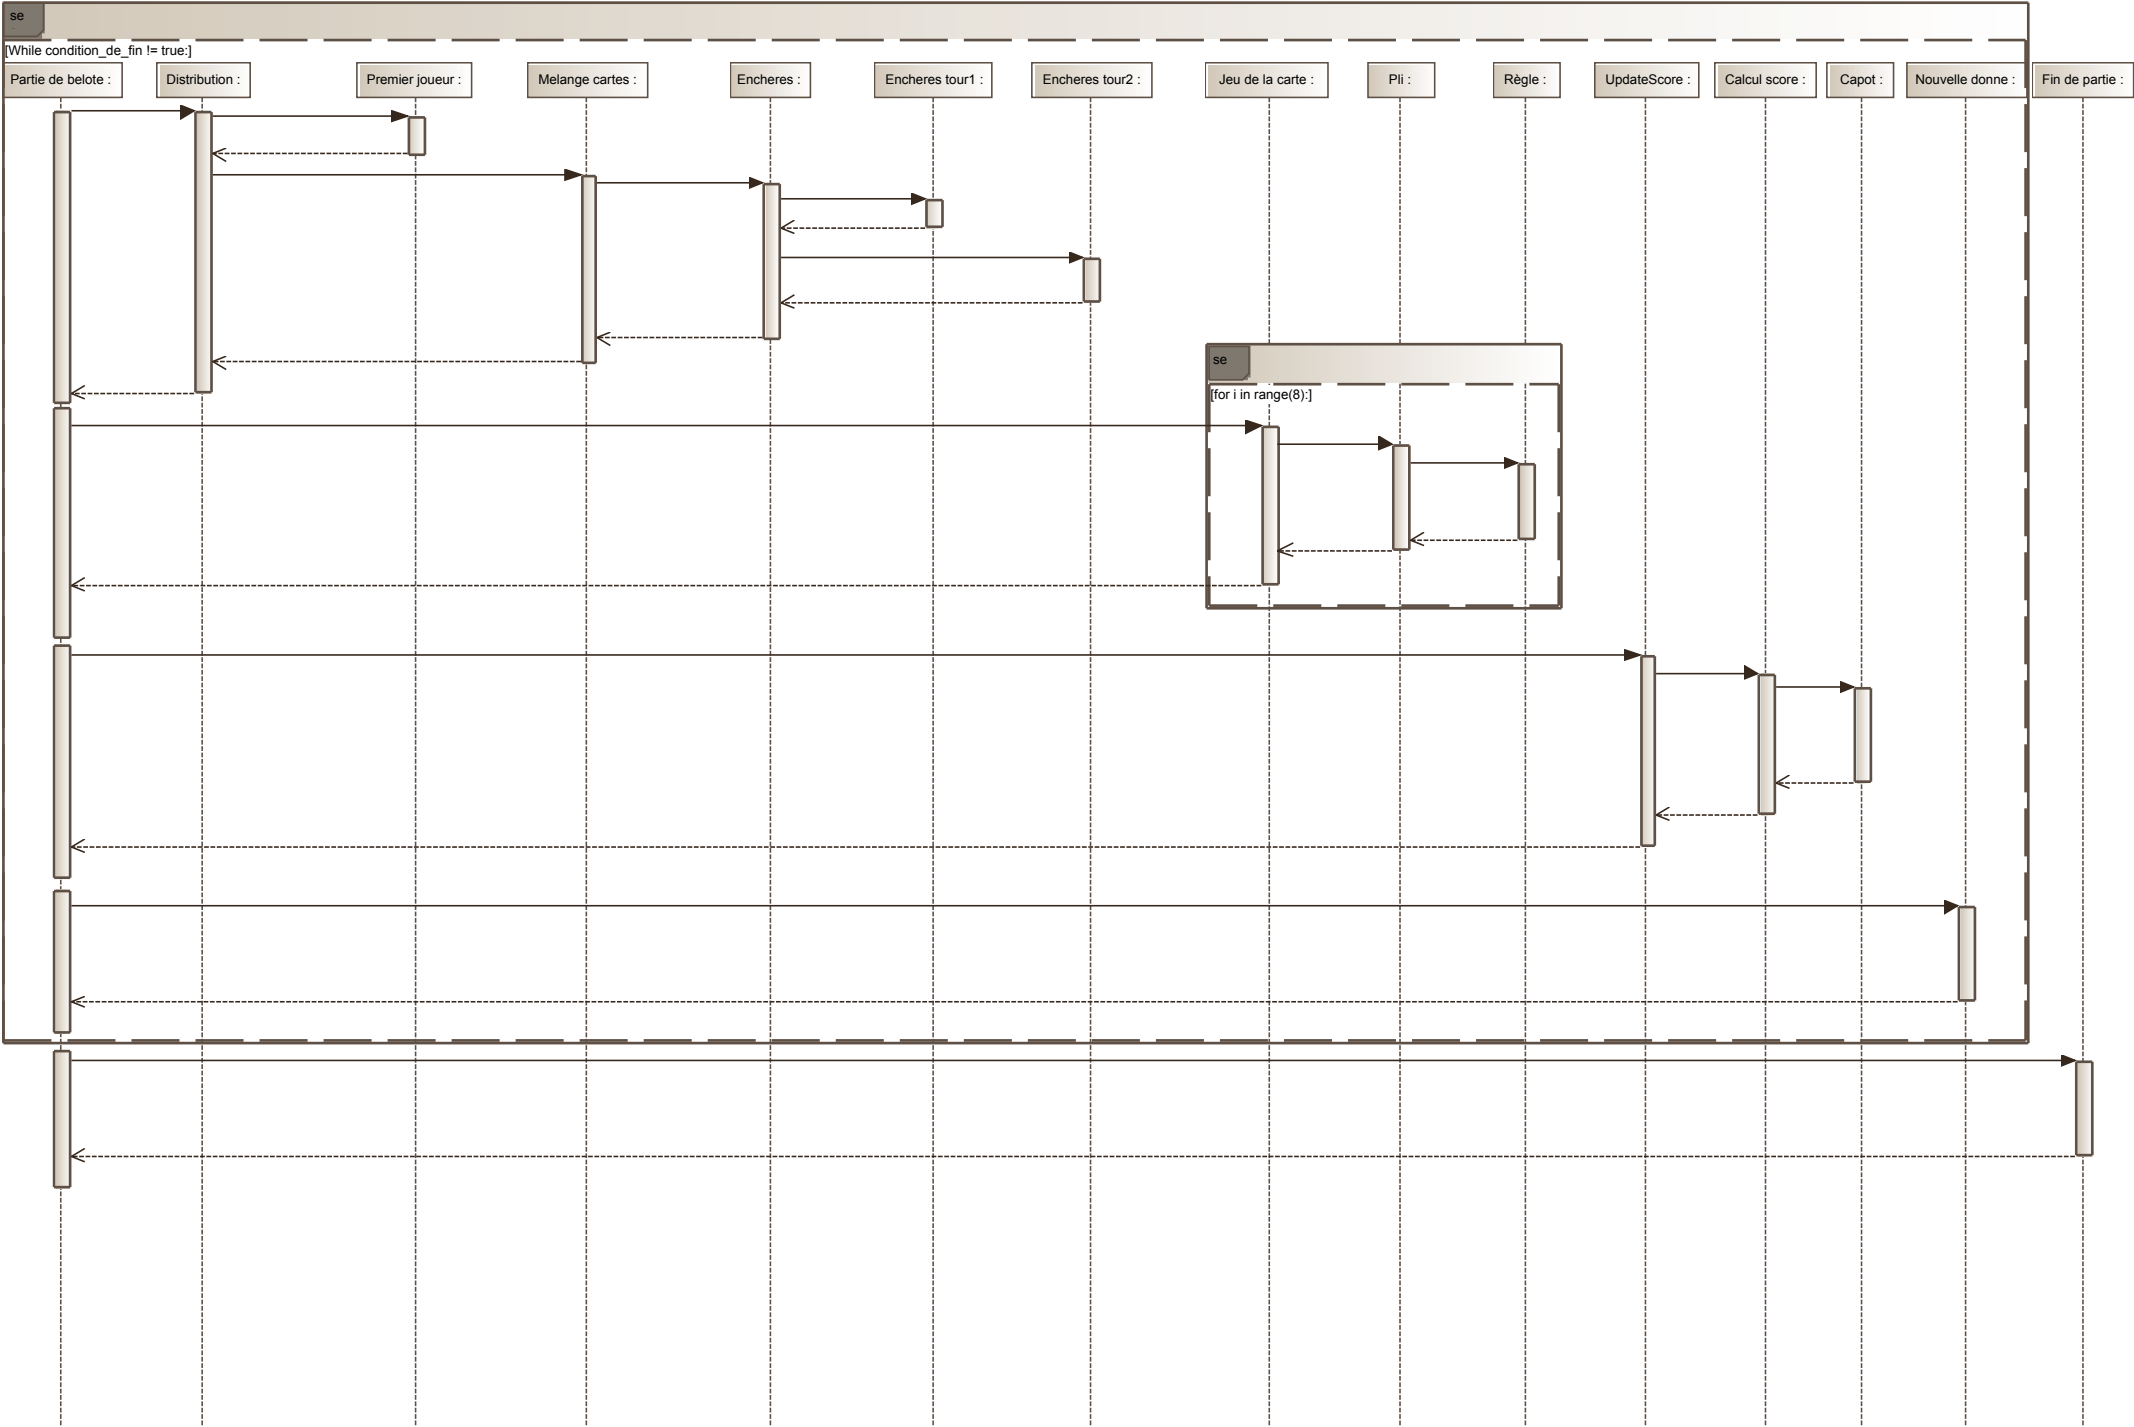 se
[While condition_de_fin != true:]
Partie de belote :
Distribution :
Premier joueur :
Melange cartes :
Encheres :
Encheres tour1 :
Encheres tour2 :
Jeu de la carte :
Pli :
Règle :
UpdateScore :
Calcul score :
Capot :
Nouvelle donne :
Fin de partie :
se
[for i in range(8):]